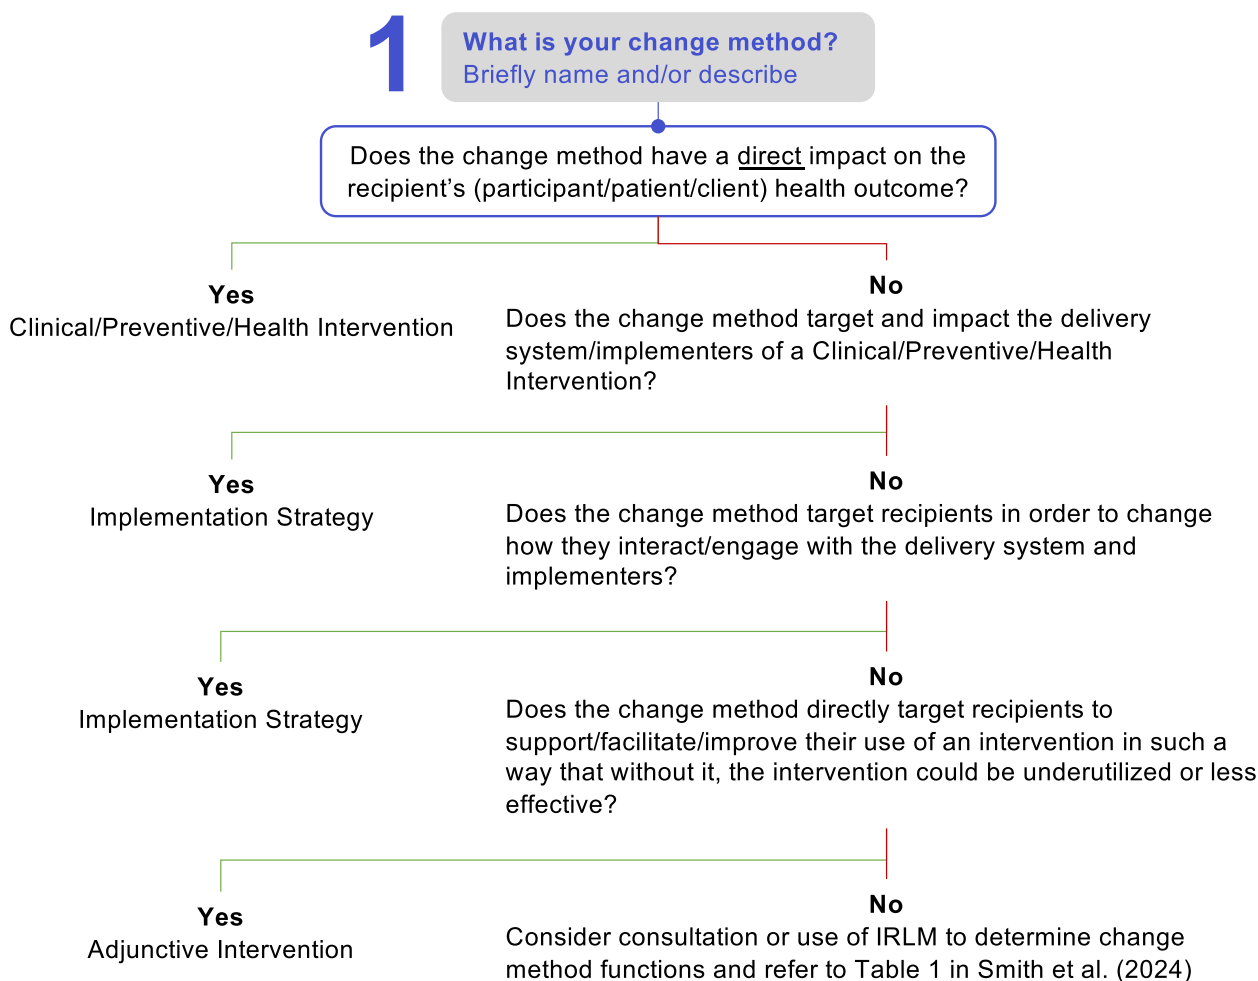 1
What is your change method?
Briefly name and/or describe
Does the change method have a direct impact on the
recipient’s (participant/patient/client) health outcome?
Yes
Clinical/Preventive/Health Intervention
No
Does the change method target and impact the delivery
system/implementers of a Clinical/Preventive/Health
Intervention?
Yes
Implementation Strategy
No
Does the change method target recipients in order to change
how they interact/engage with the delivery system and
implementers?
Yes
Implementation Strategy
No
Does the change method directly target recipients to
support/facilitate/improve their use of an intervention in such a
way that without it, the intervention could be underutilized or less
effective?
Yes
Adjunctive Intervention
No
Consider consultation or use of IRLM to determine change
method functions and refer to Table 1 in Smith et al. (2024)